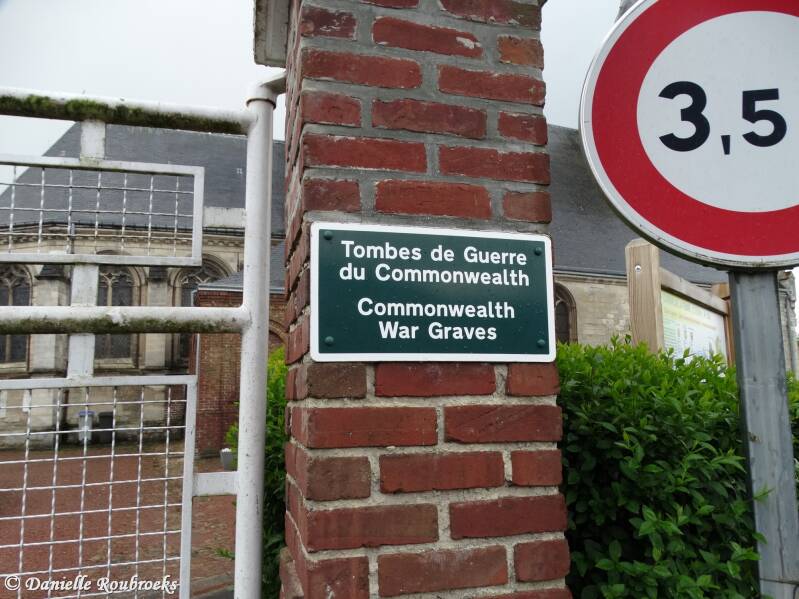 Tombes de Guerre
du Commonwealth
Commonwealth
War Graves
3,5
© Danielle Roubroeks